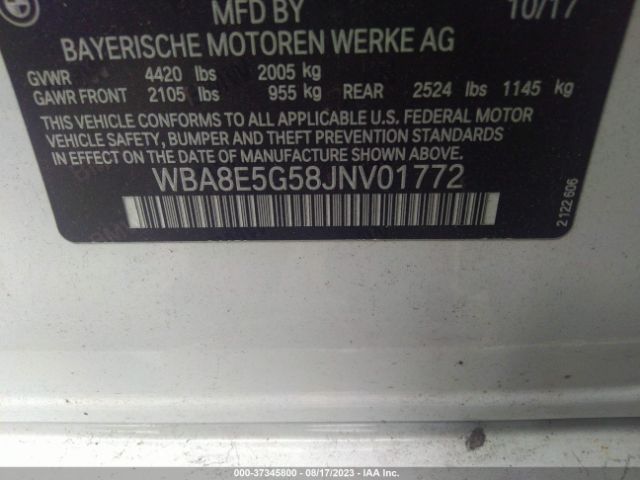 MFD BY 10/17
BAYERISCHE MOTOREN WERKE AG
GVWR 4420 lbs 2005 kg
GAWR FRONT 2105 lbs 955 kg REAR 2524 lbs 1145 kg
THIS VEHICLE CONFORMS TO ALL APPLICABLE U.S. FEDERAL MOTOR
VEHICLE SAFETY, BUMPER AND THEFT PREVENTION STANDARDS
IN EFFECT ON THE DATE OF MANUFACTURE SHOWN ABOVE.
WBA8E5G58JNV01772
2 122 606
000-37345800 - 08/17/2023 - IAA Inc.